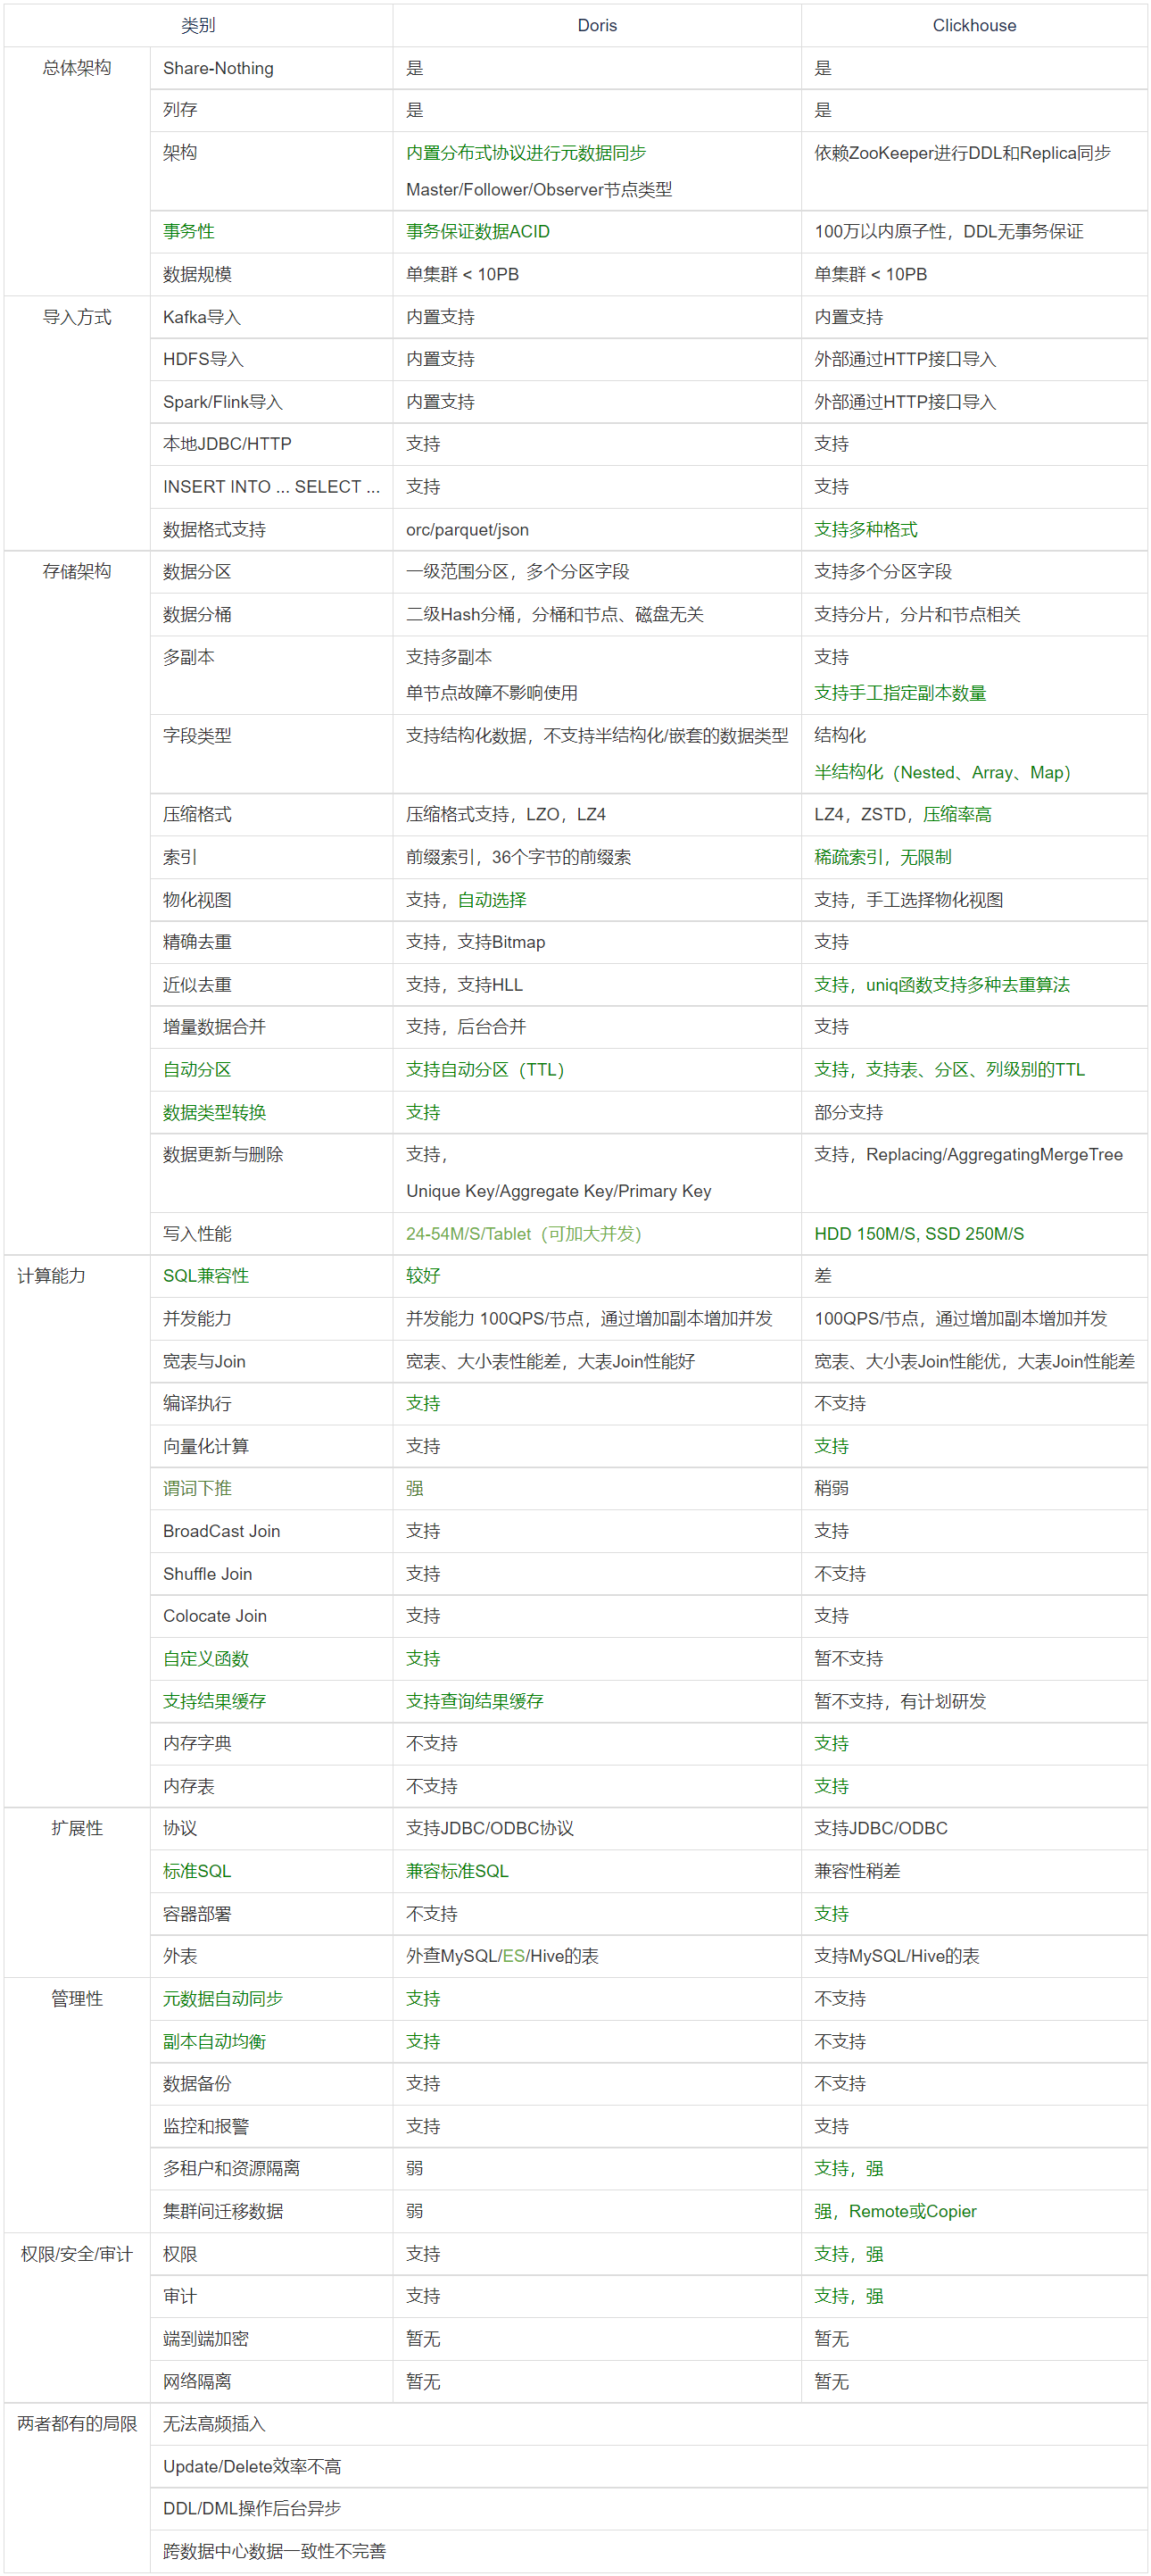 类别 Doris Clickhouse
总体架构 Share-Nothing 是 是
列存 是 是
架构 内置分布式协议进行元数据同步 依赖ZooKeeper进行DDL和Replica同步
Master/Follower/Observer节点类型
事务性 事务保证数据ACID 100万以内原子性，DDL无事务保证
数据规模 单集群 < 10PB 单集群 < 10PB
导入方式 Kafka导入 内置支持 内置支持
HDFS导入 内置支持 外部通过HTTP接口导入
Spark/Flink导入 内置支持 外部通过HTTP接口导入
本地JDBC/HTTP 支持 支持
INSERT INTO ... SELECT ... 支持 支持
数据格式支持 orc/parquet/json 支持多种格式
存储架构 数据分区 一级范围分区，多个分区字段 支持多个分区字段
数据分桶 二级Hash分桶，分桶和节点、磁盘无关 支持分片，分片和节点相关
多副本 支持多副本 支持
单节点故障不影响使用 支持手工指定副本数量
字段类型 支持结构化数据，不支持半结构化/嵌套的数据类型 结构化
半结构化（Nested、Array、Map）
压缩格式 压缩格式支持，LZO，LZ4 LZ4，ZSTD，压缩率高
索引 前缀索引，36个字节的前缀索 稀疏索引，无限制
物化视图 支持，自动选择 支持，手工选择物化视图
精确去重 支持，支持Bitmap 支持
近似去重 支持，支持HLL 支持，uniq函数支持多种去重算法
增量数据合并 支持，后台合并 支持
自动分区 支持自动分区（TTL） 支持，支持表、分区、列级别的TTL
数据类型转换 支持 部分支持
数据更新与删除 支持， 支持，Replacing/AggregatingMergeTree
Unique Key/Aggregate Key/Primary Key
写入性能 24-54M/S/Tablet（可加大并发） HDD 150M/S, SSD 250M/S
计算能力 SQL兼容性 较好 差
并发能力 并发能力 100QPS/节点，通过增加副本增加并发 100QPS/节点，通过增加副本增加并发
宽表与Join 宽表、大小表性能差，大表Join性能好 宽表、大小表Join性能优，大表Join性能差
编译执行 支持 不支持
向量化计算 支持 支持
谓词下推 强 稍弱
BroadCast Join 支持 支持
Shuffle Join 支持 不支持
Colocate Join 支持 支持
自定义函数 支持 暂不支持
支持结果缓存 支持查询结果缓存 暂不支持，有计划研发
内存字典 不支持 支持
内存表 不支持 支持
扩展性 协议 支持JDBC/ODBC协议 支持JDBC/ODBC
标准SQL 兼容标准SQL 兼容性稍差
容器部署 不支持 支持
外表 外查MySQL/ES/Hive的表 支持MySQL/Hive的表
管理性 元数据自动同步 支持 不支持
副本自动均衡 支持 不支持
数据备份 支持 不支持
监控和报警 支持 支持
多租户和资源隔离 弱 支持，强
集群间迁移数据 弱 强，Remote或Copier
权限/安全/审计 权限 支持 支持，强
审计 支持 支持，强
端到端加密 暂无 暂无
网络隔离 暂无 暂无
两者都有的局限 无法高频插入
Update/Delete效率不高
DDL/DML操作后台异步
跨数据中心数据一致性不完善